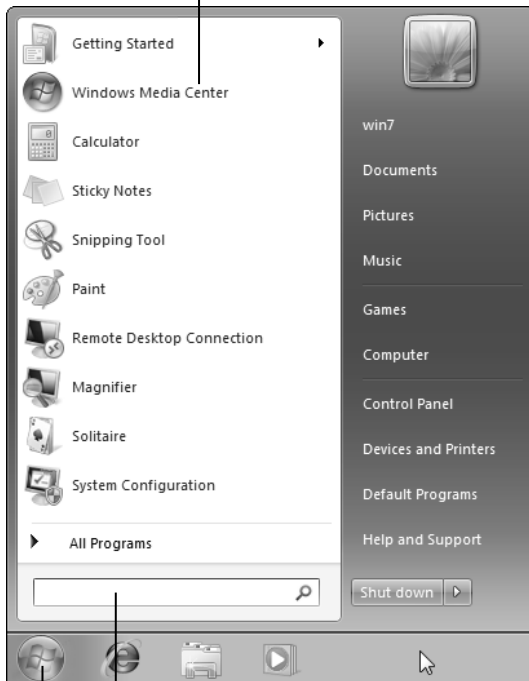 Getting Started
Windows Media Center
Calculator
Sticky Notes
Snipping Tool
Paint
Remote Desktop Connection
Magnifier
Solitaire
System Configuration
All Programs
win7
Documents
Pictures
Music
Games
Computer
Control Panel
Devices and Printers
Default Programs
Help and Support
Shut down